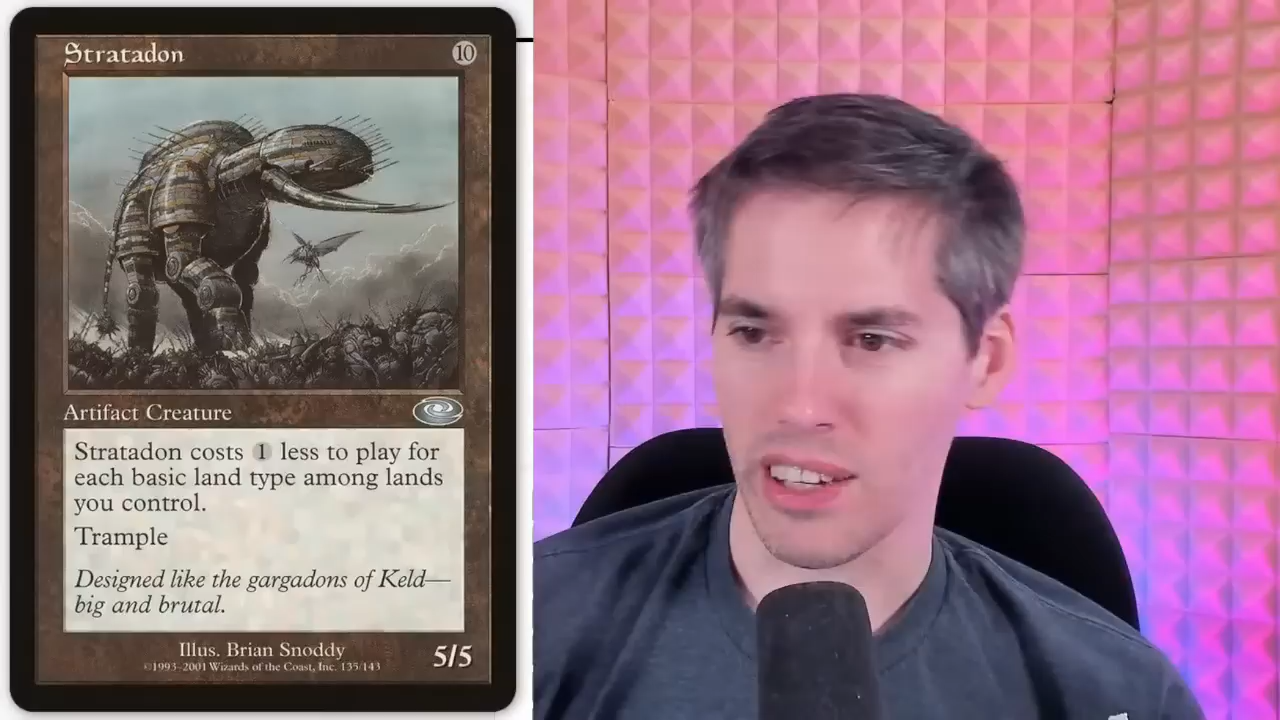 Stratadon 10
Artifact Creature
Stratadon costs 1 less to play for
each basic land type among lands
you control.
Trample
Designed like the gargadons of Keld—
big and brutal.
Illus. Brian Snoddy
©1993-2001 Wizards of the Coast, Inc. 135/143
5/5